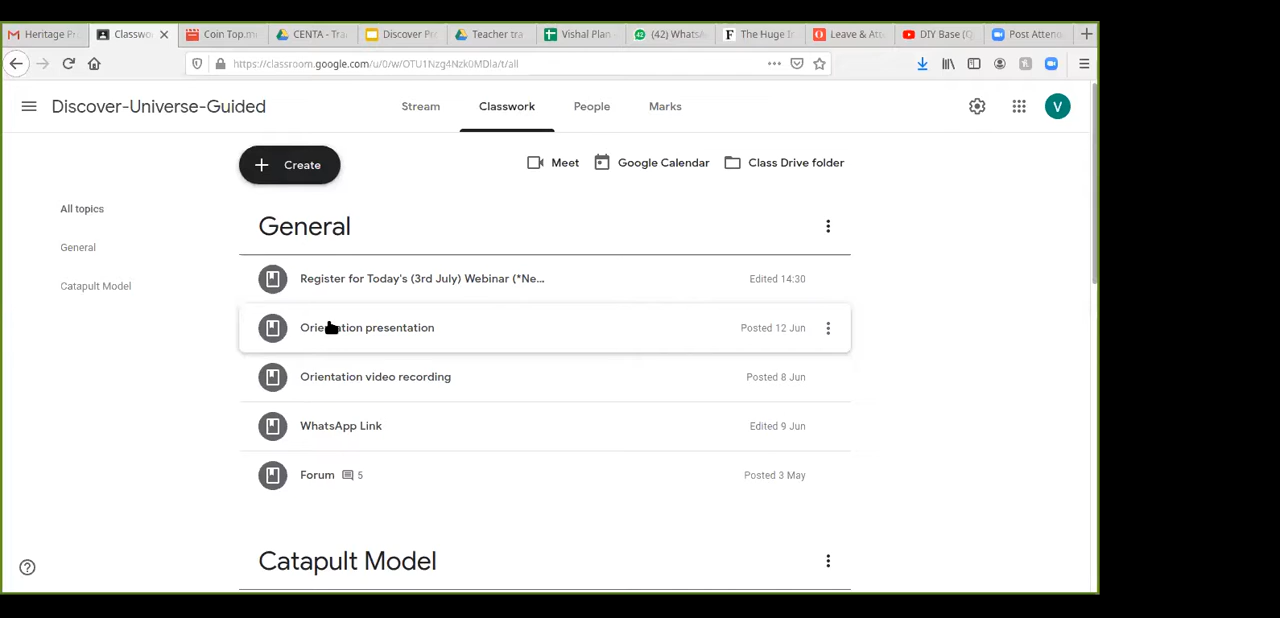 Heritage Pr
Classwo
Coin Top.m
CENTA - Tra
Discover Pr
Teacher tra
Vishal Plan
(42) WhatsA
The Huge In
Leave & Att
DIY Base (C
Post Atten
https://classroom.google.com/u/0/w/OTU1Nzg4Nzk0MDla/t/all
Discover-Universe-Guided
Stream
Classwork
People
Marks
V
Create
Meet
Google Calendar
Class Drive folder
All topics
General
Catapult Model
General
Register for Today's (3rd July) Webinar (*Ne...
Edited 14:30
Orientation presentation
Posted 12 Jun
Orientation video recording
Posted 8 Jun
WhatsApp Link
Edited 9 Jun
Forum 5
Posted 3 May
Catapult Model